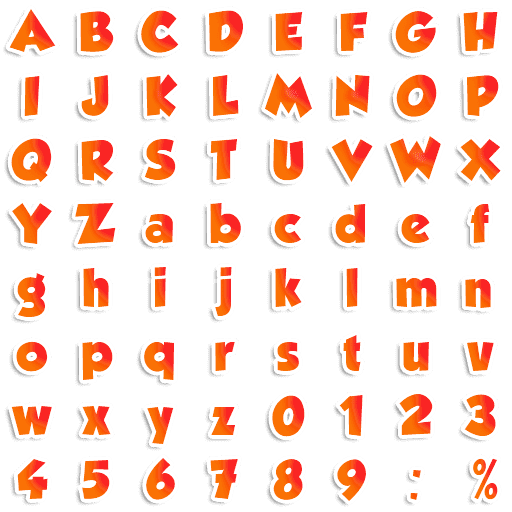 A B C D E F G H
I J K L M N O P
Q R S T U V W X
Y Z a b c d e f
g h i j k l m n
o p q r s t u v
w x y z 0 1 2 3
4 5 6 7 8 9 : %